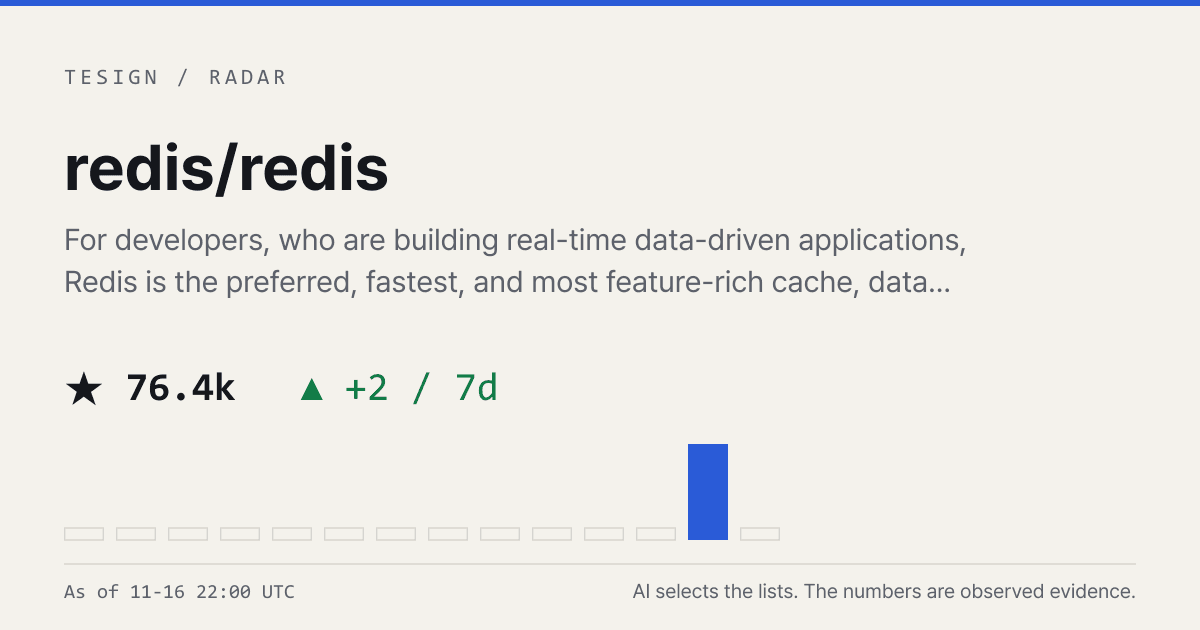 TESIGN / RADAR
redis/redis
For developers, who are building real-time data-driven applications,
Redis is the preferred, fastest, and most feature-rich cache, data...
★ 76.4k ▲ +2 / 7d
As of 11-16 22:00 UTC
AI selects the lists. The numbers are observed evidence.